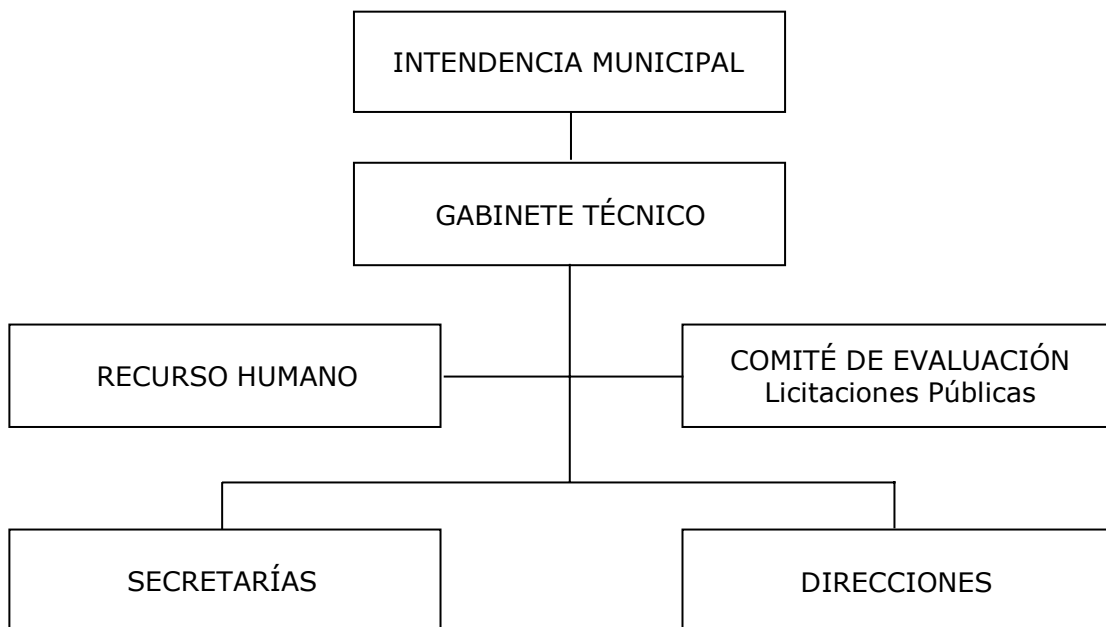 INTENDENCIA MUNICIPAL
GABINETE TÉCNICO
RECURSO HUMANO
COMITÉ DE EVALUACIÓN
Licitaciones Públicas
SECRETARÍAS
DIRECCIONES